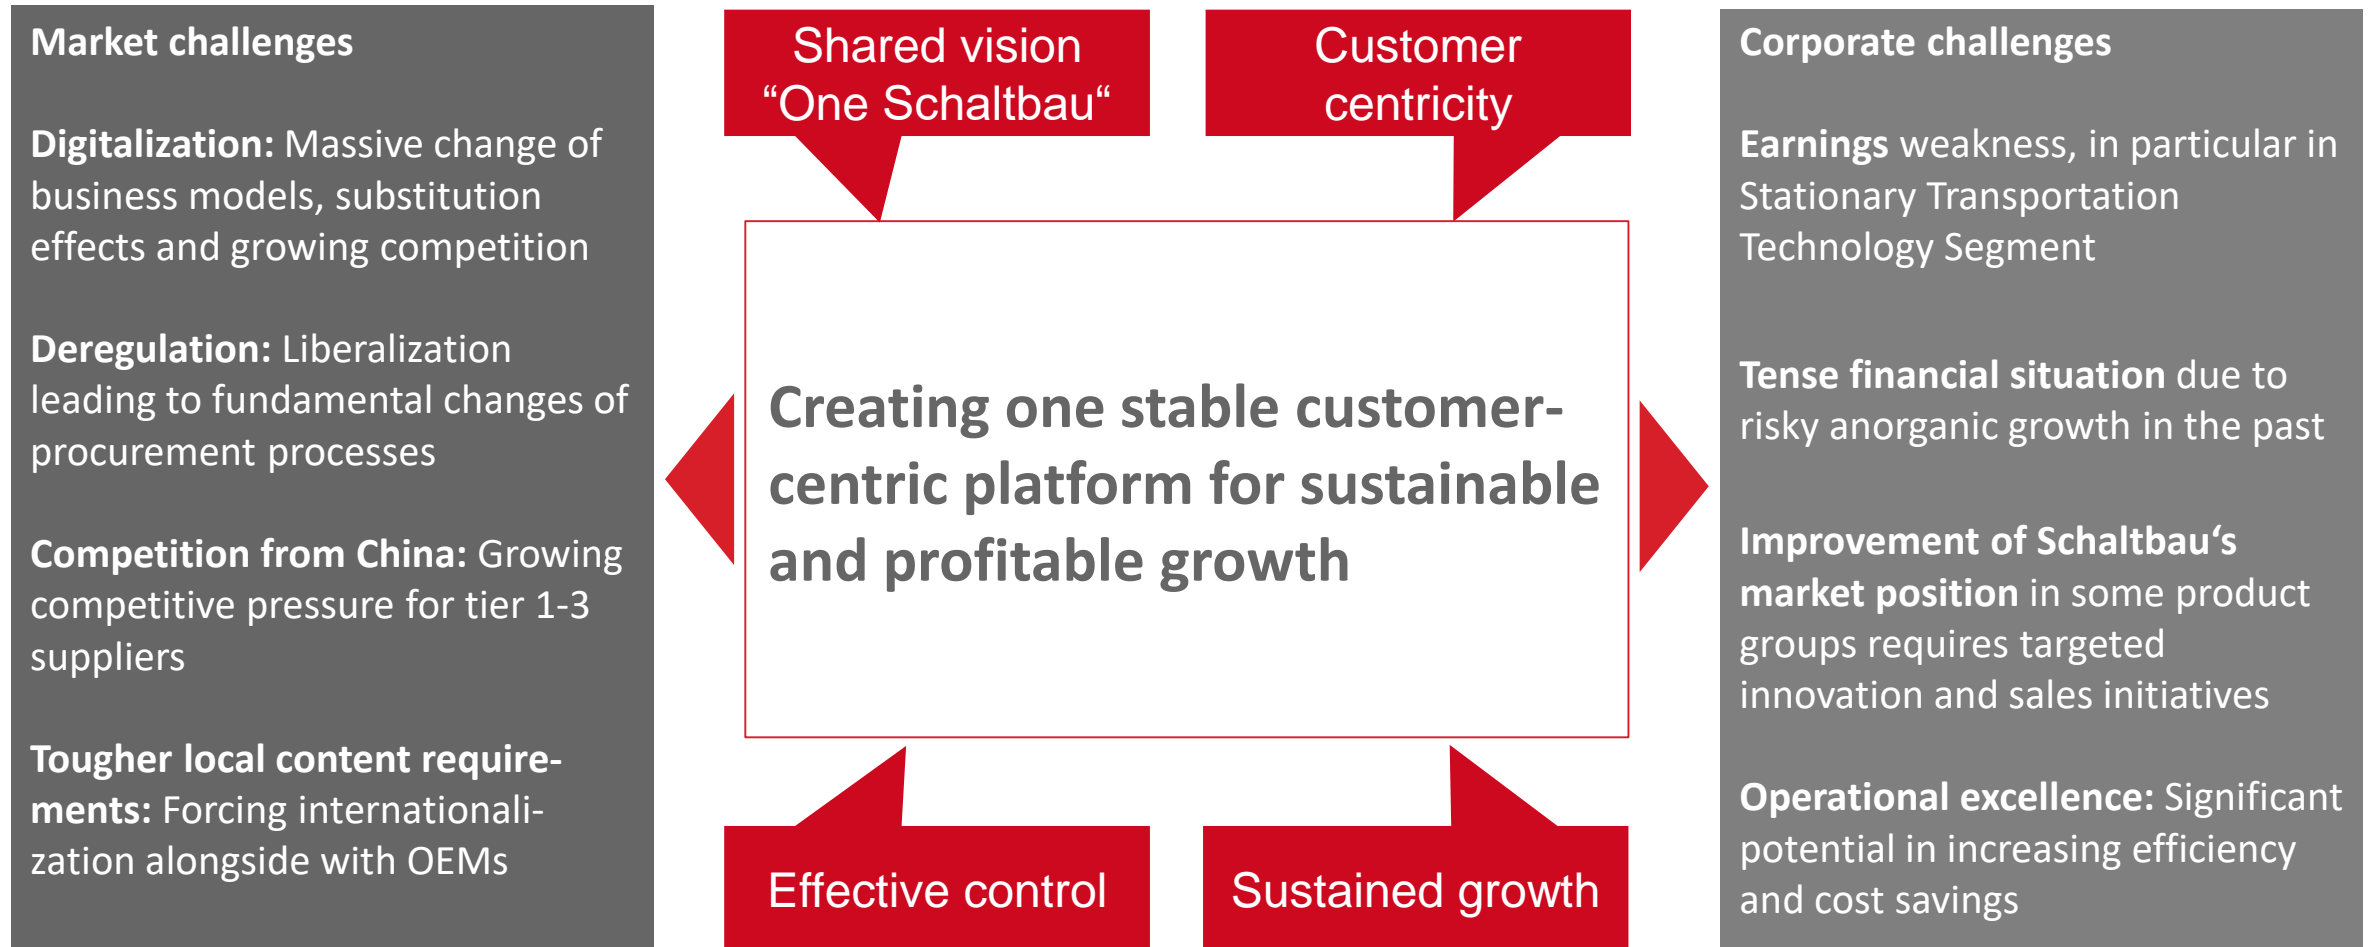 Market challenges
Digitalization: Massive change of
business models, substitution
effects and growing competition
Deregulation: Liberalization
leading to fundamental changes of
procurement processes
Competition from China: Growing
competitive pressure for tier 1-3
suppliers
Tougher local content require-
ments: Forcing internationali-
zation alongside with OEMs
Shared vision
“One Schaltbau“
Customer
centricity
Creating one stable customer-
centric platform for sustainable
and profitable growth
Effective control
Sustained growth
Corporate challenges
Earnings weakness, in particular in
Stationary Transportation
Technology Segment
Tense financial situation due to
risky anorganic growth in the past
Improvement of Schaltbau‘s
market position in some product
groups requires targeted
innovation and sales initiatives
Operational excellence: Significant
potential in increasing efficiency
and cost savings